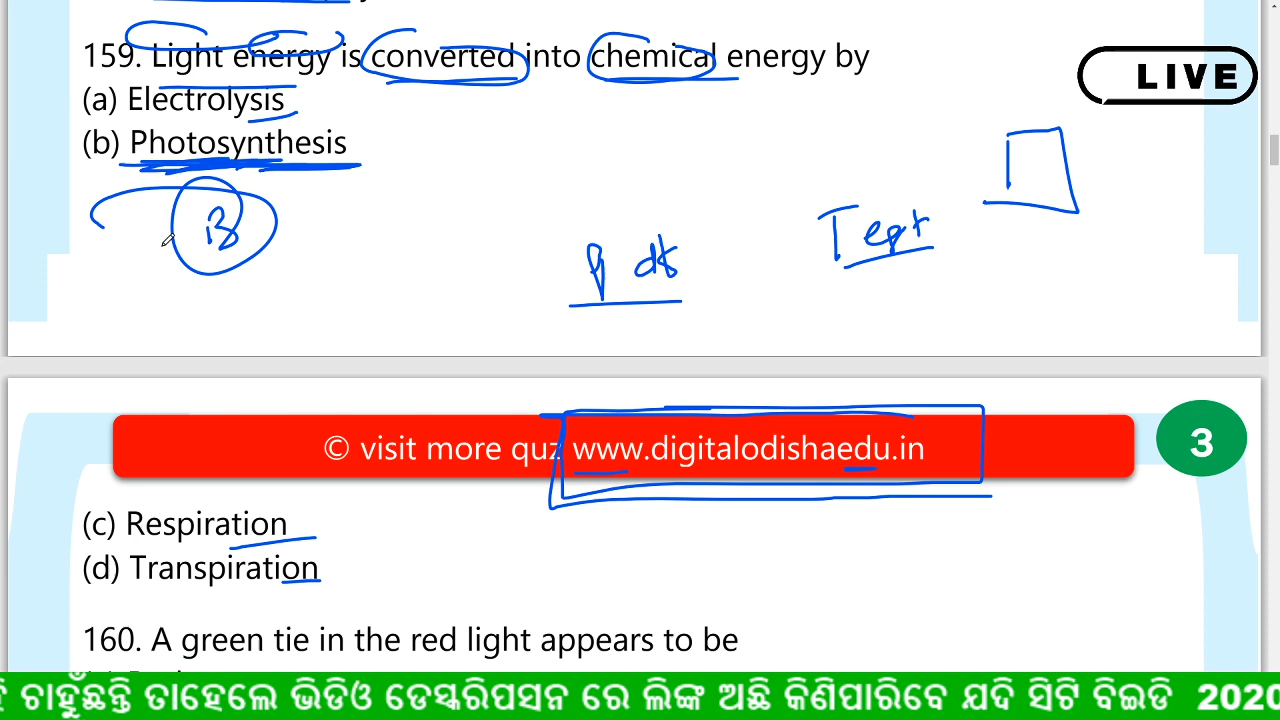 159. Light energy is converted into chemical energy by
LIVE
(a) Electrolysis
(b) Photosynthesis
B
© visit more quz www.digitalodishaedu.in
3
(c) Respiration
(d) Transpiration
160. A green tie in the red light appears to be
ଚାହୁଁଛନ୍ତି ତାହେଲେ ଭିଡିଓ ଡେସ୍କରିପସନ ରେ ଲିଙ୍କ ଅଛି କିଣିପାରିବେ ଯଦି ସିଟି ବିଇଡି 2020